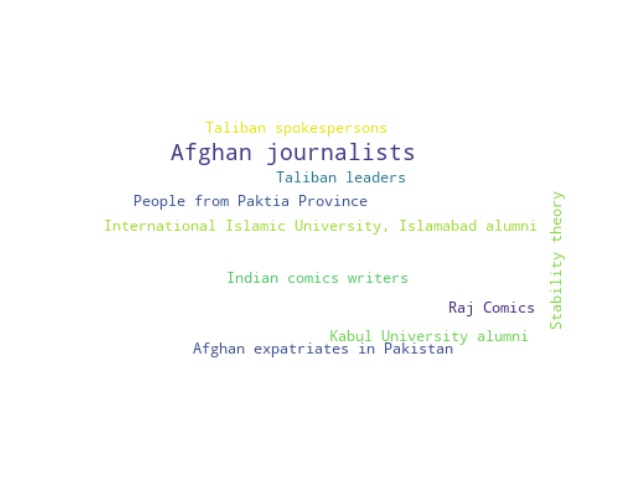 Taliban spokespersons
Afghan journalists
Taliban leaders
People from Paktia Province
International Islamic University, Islamabad alumni
Stability theory
Indian comics writers
Raj Comics
Kabul University alumni
Afghan expatriates in Pakistan